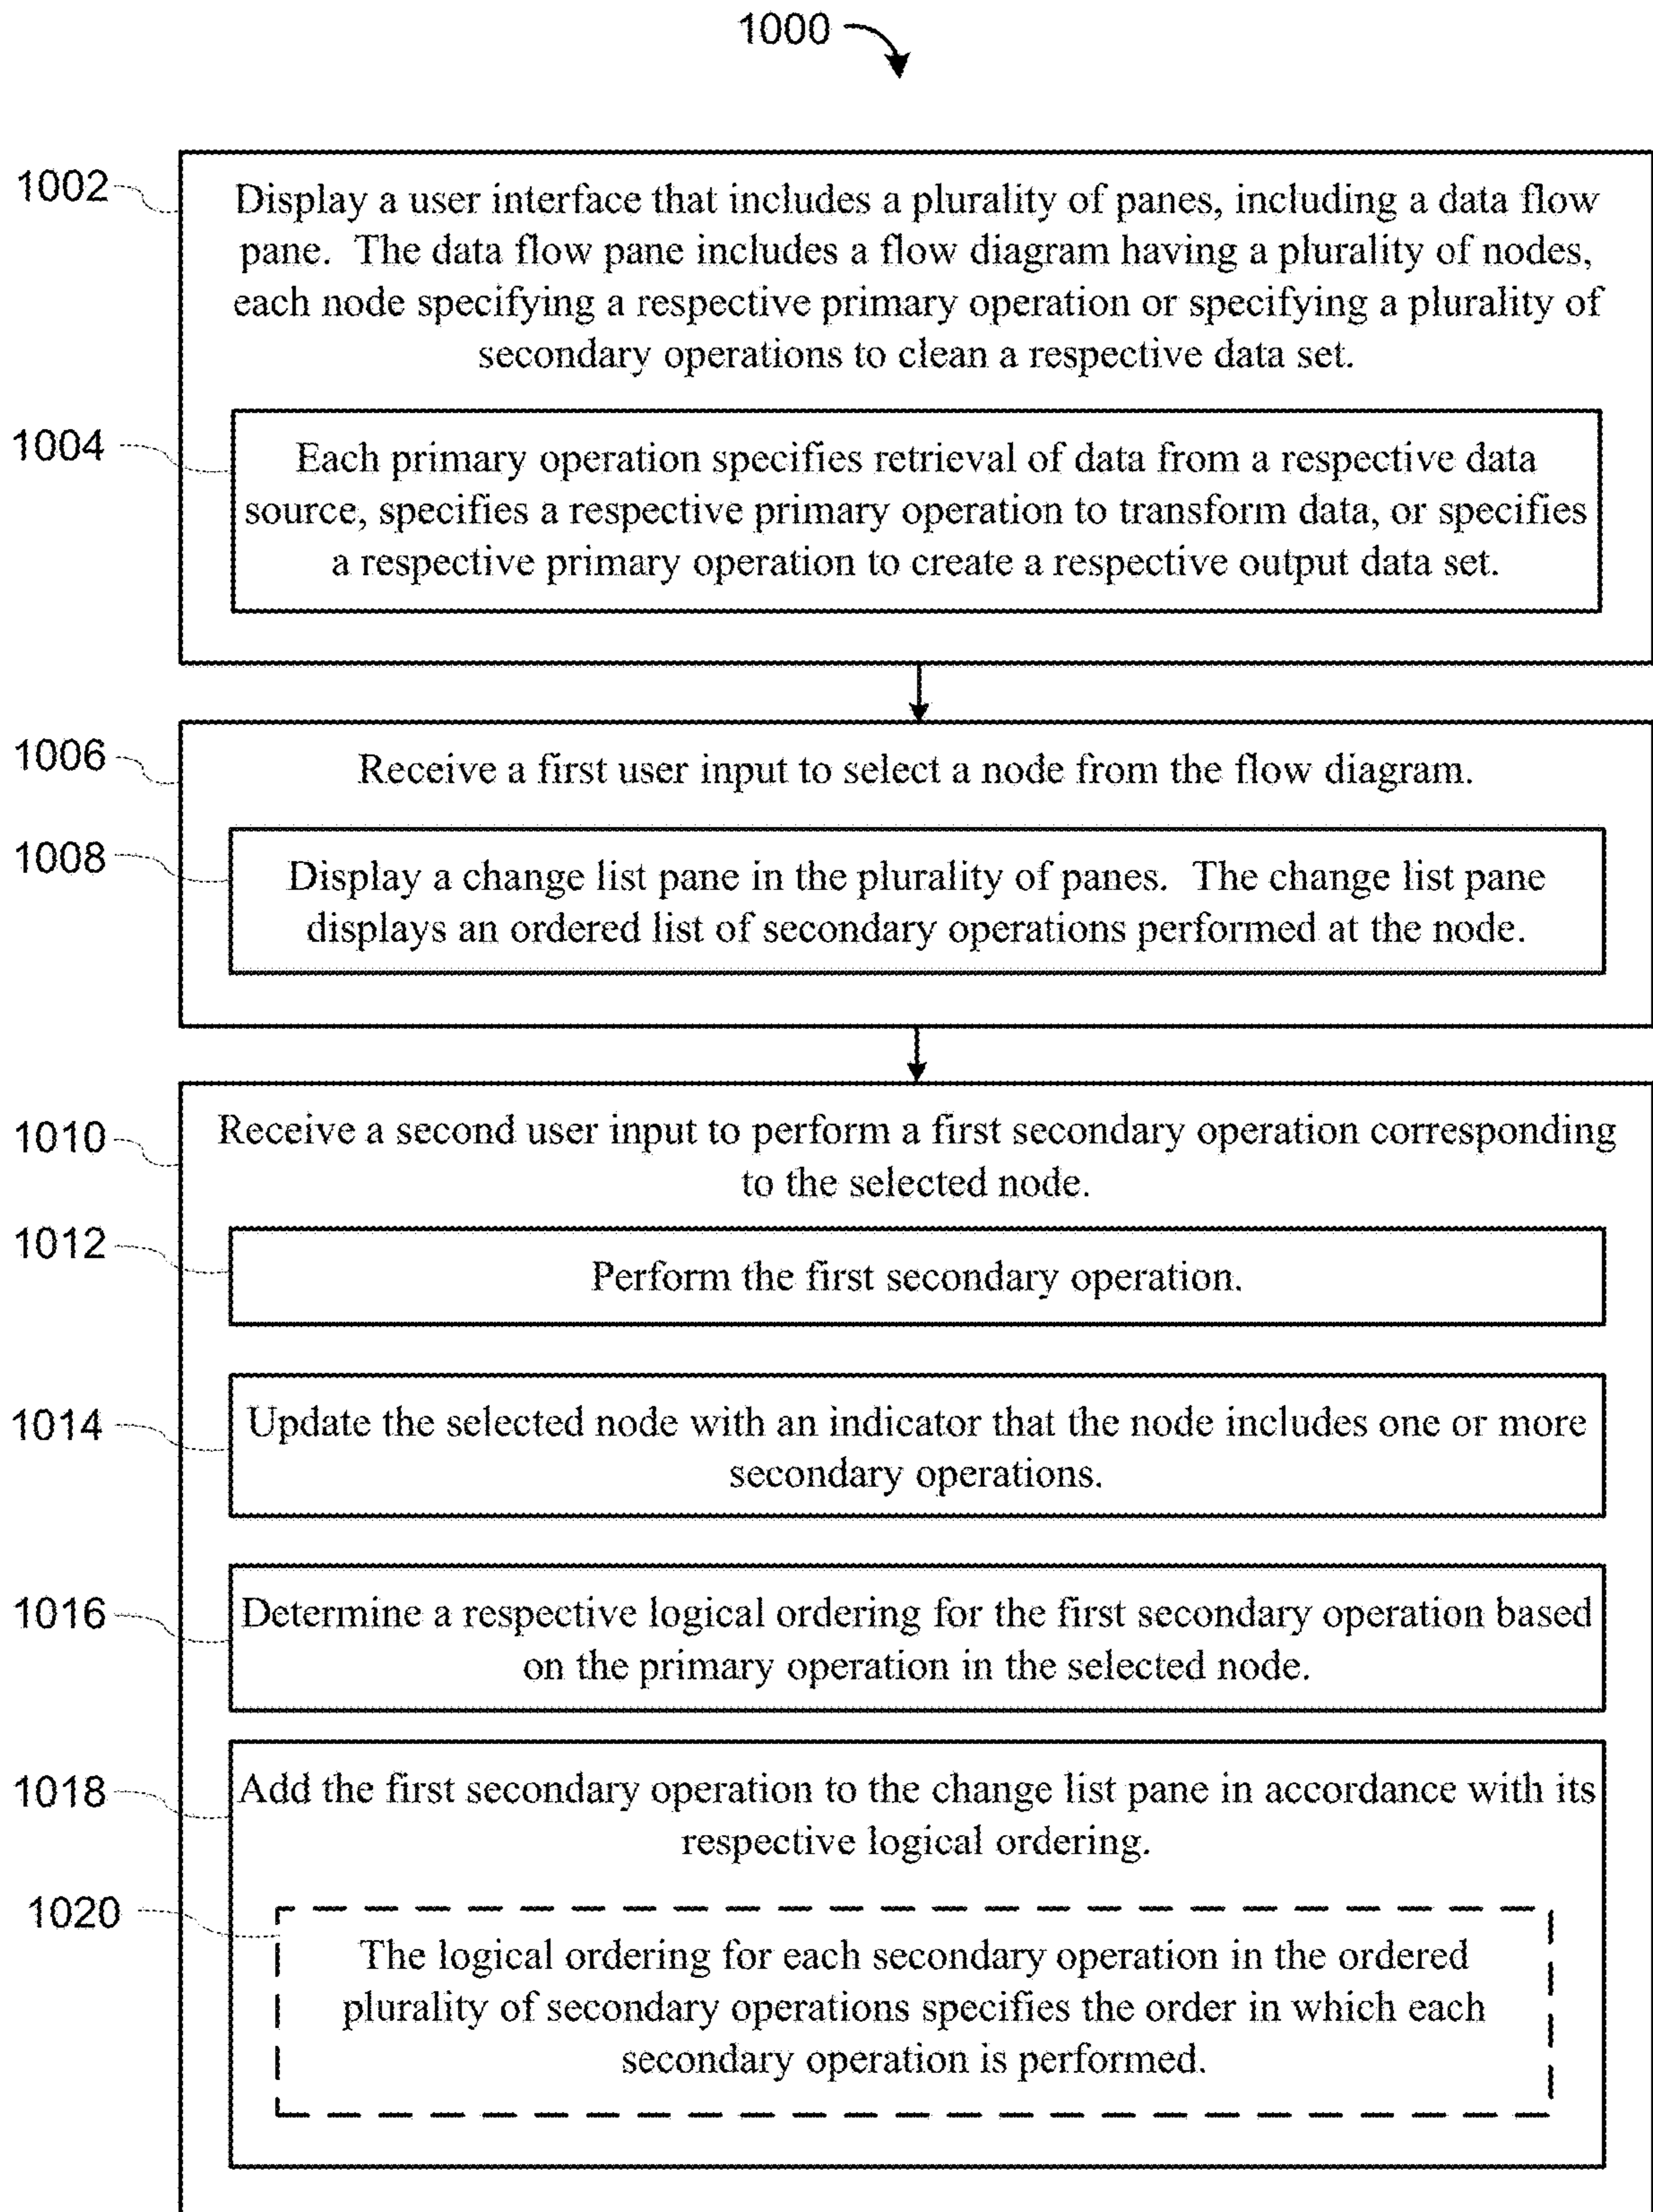 1000
1002
Display a user interface that includes a plurality of panes, including a data flow
pane. The data flow pane includes a flow diagram having a plurality of nodes,
each node specifying a respective primary operation or specifying a plurality of
secondary operations to clean a respective data set.
1004
Each primary operation specifies retrieval of data from a respective data
source, specifies a respective primary operation to transform data, or specifies
a respective primary operation to create a respective output data set.
1006
Receive a first user input to select a node from the flow diagram.
1008
Display a change list pane in the plurality of panes. The change list pane
displays an ordered list of secondary operations performed at the node.
1010
Receive a second user input to perform a first secondary operation corresponding
to the selected node.
1012
Perform the first secondary operation.
1014
Update the selected node with an indicator that the node includes one or more
secondary operations.
1016
Determine a respective logical ordering for the first secondary operation based
on the primary operation in the selected node.
1018
Add the first secondary operation to the change list pane in accordance with its
respective logical ordering.
1020
The logical ordering for each secondary operation in the ordered
plurality of secondary operations specifies the order in which each
secondary operation is performed.